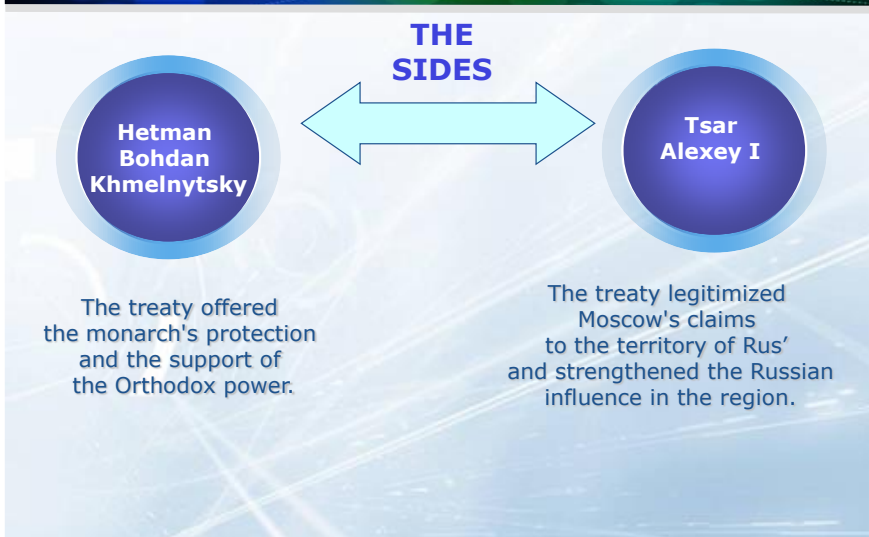 THE
SIDES
Hetman
Bohdan
Khmelnytsky
Tsar
Alexey I
The treaty offered
the monarch's protection
and the support of
the Orthodox power.
The treaty legitimized
Moscow's claims
to the territory of Rus’
and strengthened the Russian
influence in the region.